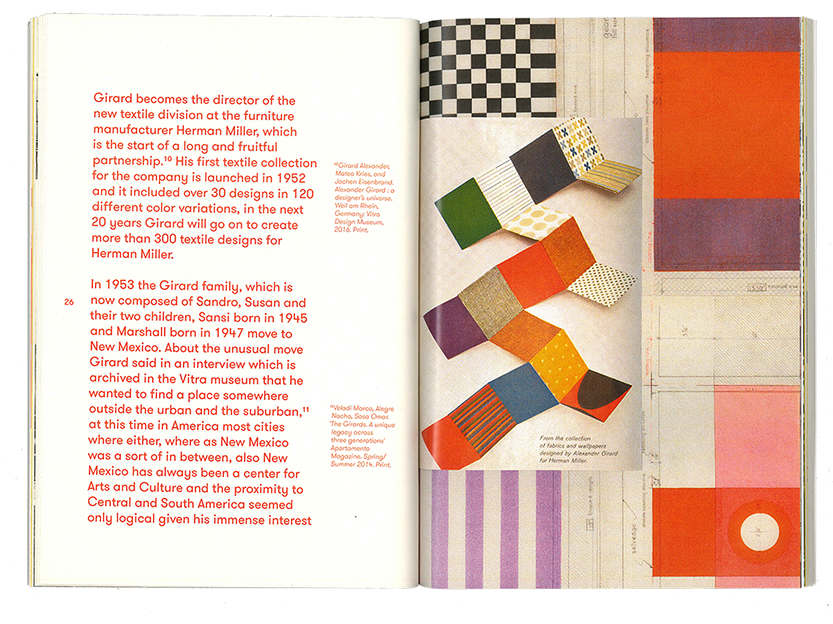 Girard becomes the director of the
new textile division at the furniture
manufacturer Herman Miller, which
is the start of a long and fruitful
partnership.¹⁰ His first textile collection
for the company is launched in 1952
and it included over 30 designs in 120
different color variations, in the next
20 years Girard will go on to create
more than 300 textile designs for
Herman Miller.
¹⁰Girard Alexander,
Mateo Kries, and
Jochen Eisenbrand.
Alexander Girard : a
designer's universe.
Weil am Rhein,
Germany: Vitra
Design Museum,
2016. Print.
In 1953 the Girard family, which is
now composed of Sandro, Susan and
their two children, Sansi born in 1945
and Marshall born in 1947 move to
New Mexico. About the unusual move
Girard said in an interview which is
archived in the Vitra museum that he
wanted to find a place somewhere
outside the urban and the suburban,¹¹
at this time in America most cities
where either, where as New Mexico
was a sort of in between, also New
Mexico has always been a center for
Arts and Culture and the proximity to
Central and South America seemed
only logical given his immense interest
26
¹¹Veladi Marco, Alegre
Nacho, Sosa Omar.
'The Girards. A unique
legacy across
three generations'
Apartamento
Magazine. Spring/
Summer 2014. Print.
From the collection
of fabrics and wallpapers
designed by Alexander Girard
for Herman Miller.
selvage